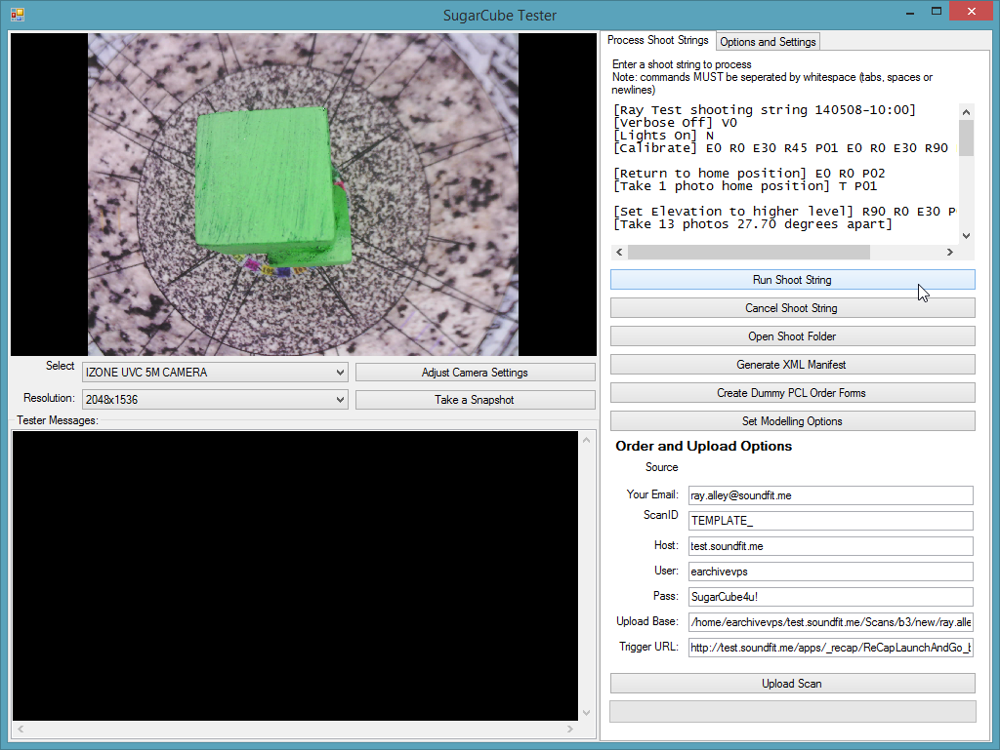 SugarCube Tester
Process Shoot Strings
Options and Settings
Enter a shoot string to process
Note: commands MUST be seperated by whitespace (tabs, spaces or
newlines)
[Ray Test shooting string 140508-10:00]
[Verbose Off] V0
[Lights On] N
[Calibrate] E0 R0 E30 R45 P01 E0 R0 E30 R90
[Return to home position] E0 R0 P02
[Take 1 photo home position] T P01
[Set Elevation to higher level] R90 R0 E30
[Take 13 photos 27.70 degrees apart]
Run Shoot String
Cancel Shoot String
Open Shoot Folder
Generate XML Manifest
Create Dummy PCL Order Forms
Set Modelling Options
Select
IZONE UVC 5M CAMERA
Adjust Camera Settings
Resolution:
2048x1536
Take a Snapshot
Tester Messages:
Order and Upload Options
Source
Your Email:
ray.alley@soundfit.me
ScanID
TEMPLATE_
Host:
test.soundfit.me
User:
earchivevps
Pass:
SugarCube4u!
Upload Base:
/home/earchivevps/test.soundfit.me/Scans/b3/new/ray.alle
Trigger URL:
http://test.soundfit.me/apps/_recap/ReCapLaunchAndGo_
Upload Scan